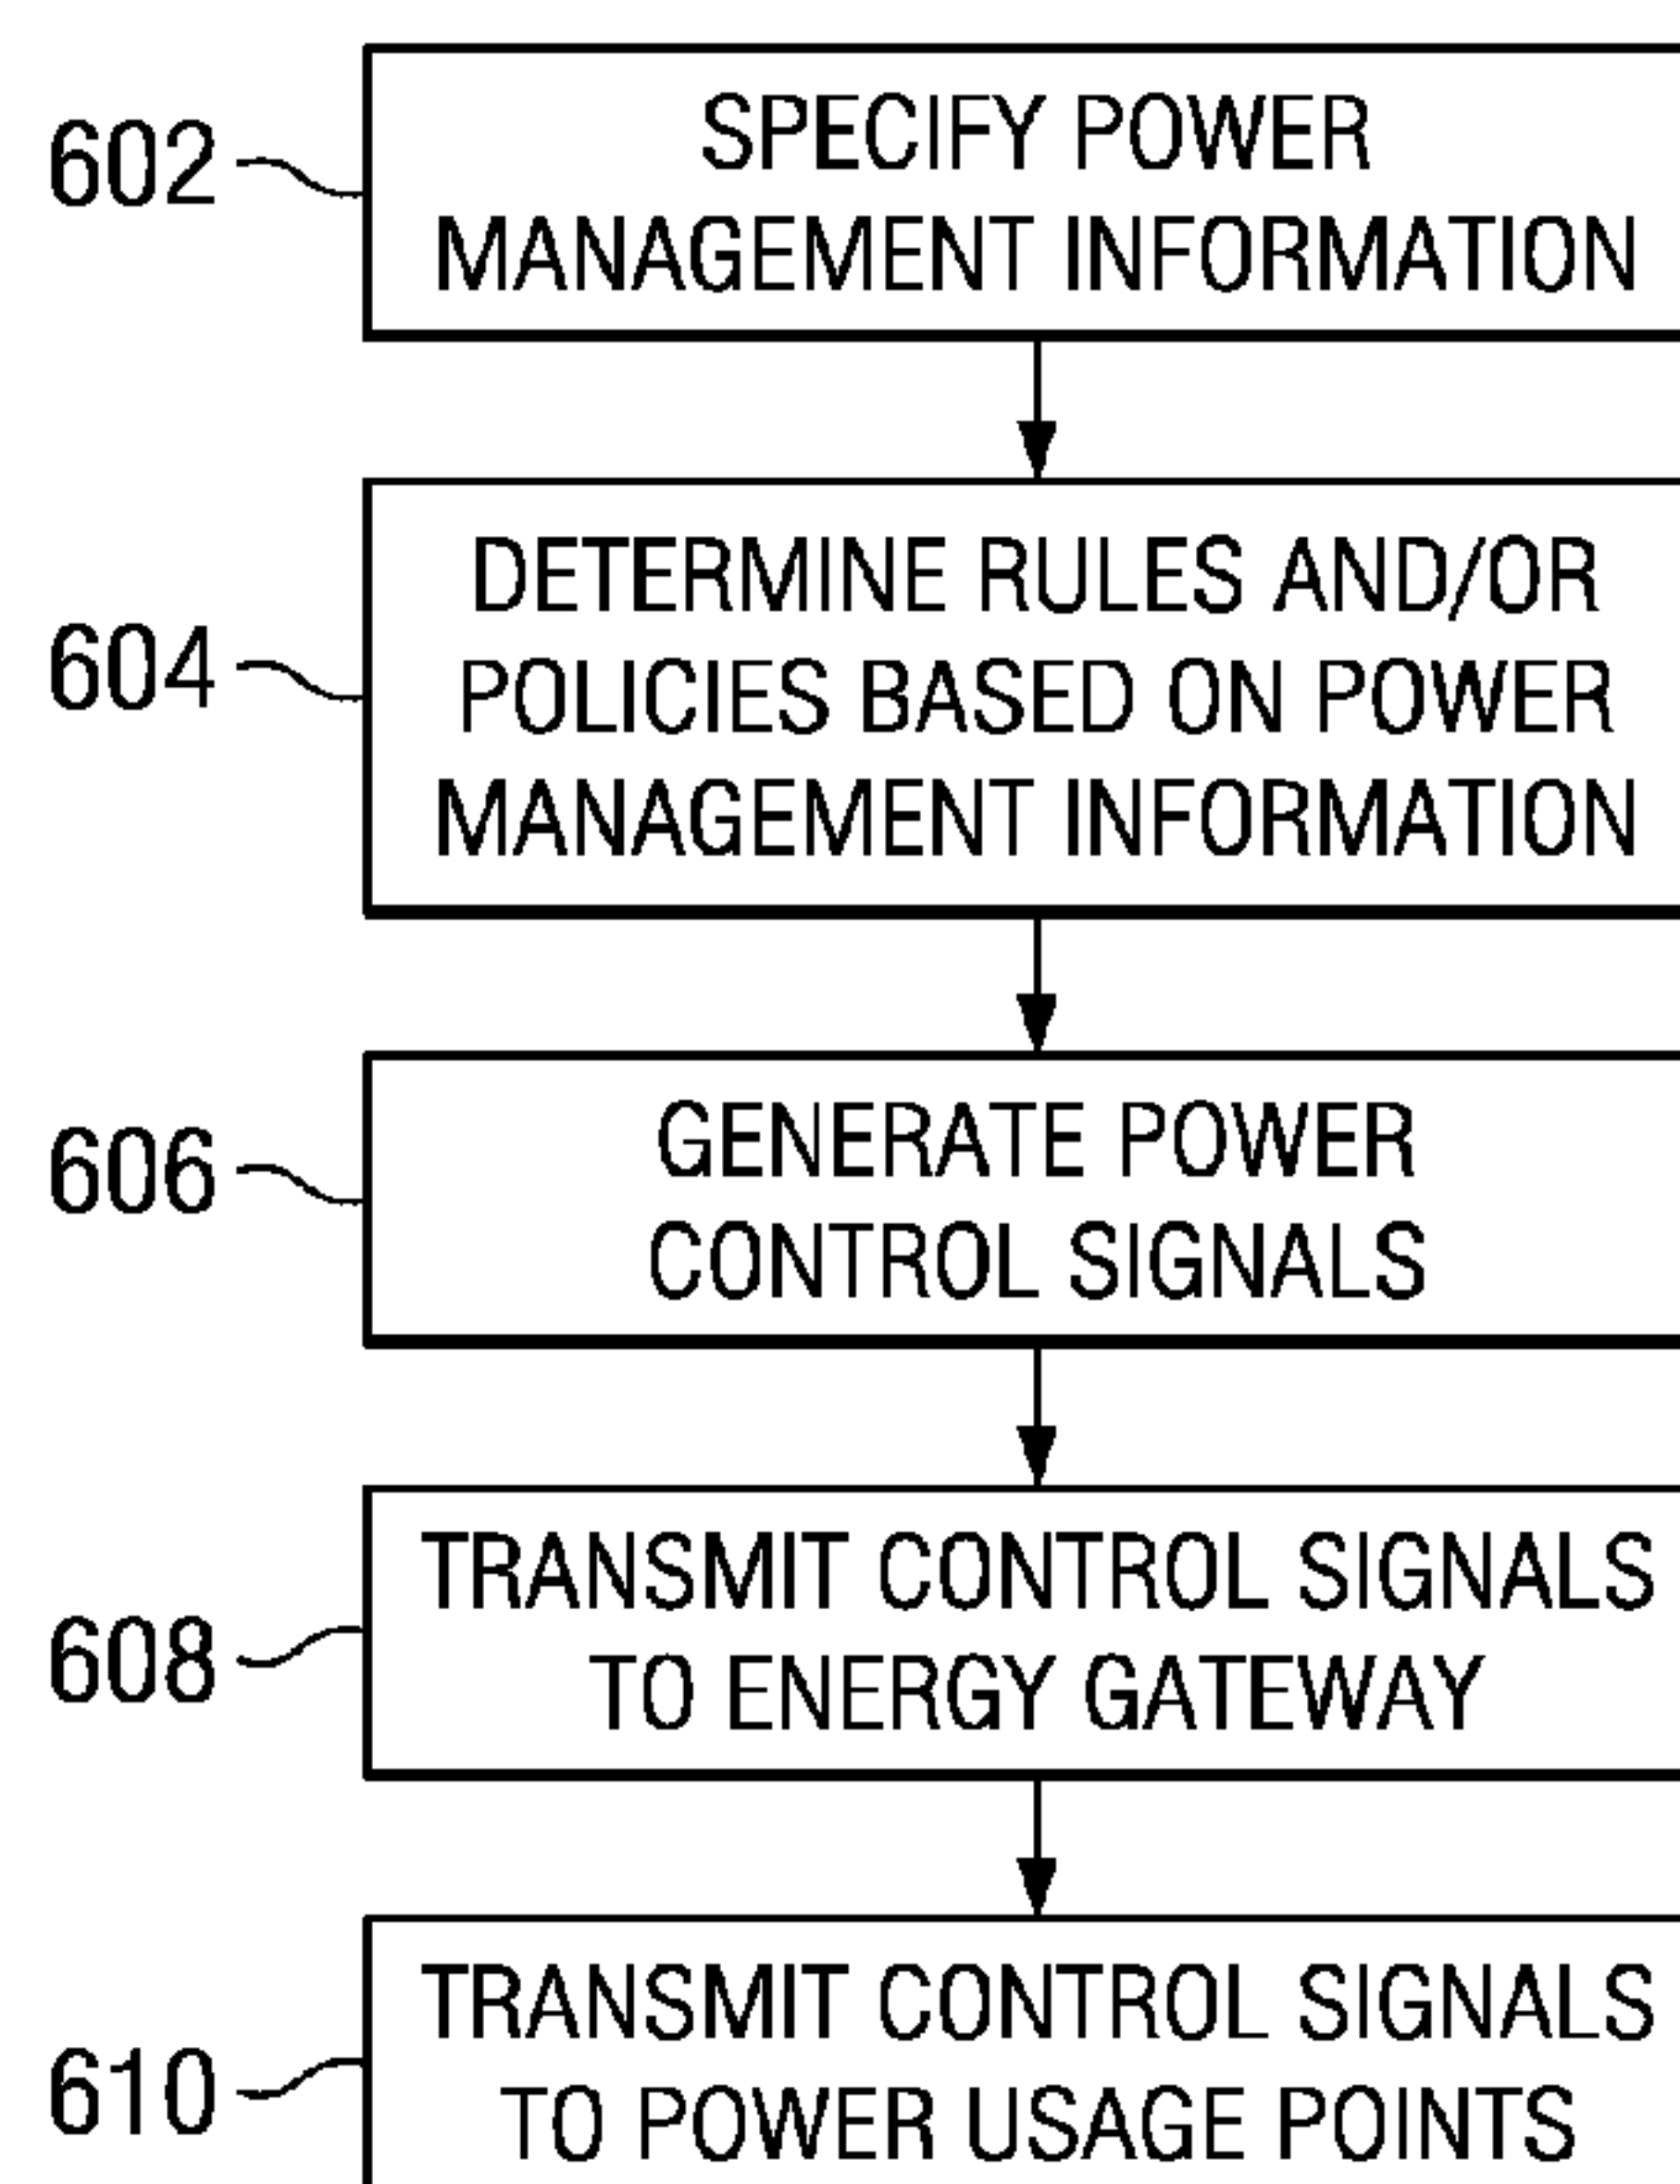 602
SPECIFY POWER
MANAGEMENT INFORMATION
604
DETERMINE RULES AND/OR
POLICIES BASED ON POWER
MANAGEMENT INFORMATION
606
GENERATE POWER
CONTROL SIGNALS
608
TRANSMIT CONTROL SIGNALS
TO ENERGY GATEWAY
610
TRANSMIT CONTROL SIGNALS
TO POWER USAGE POINTS